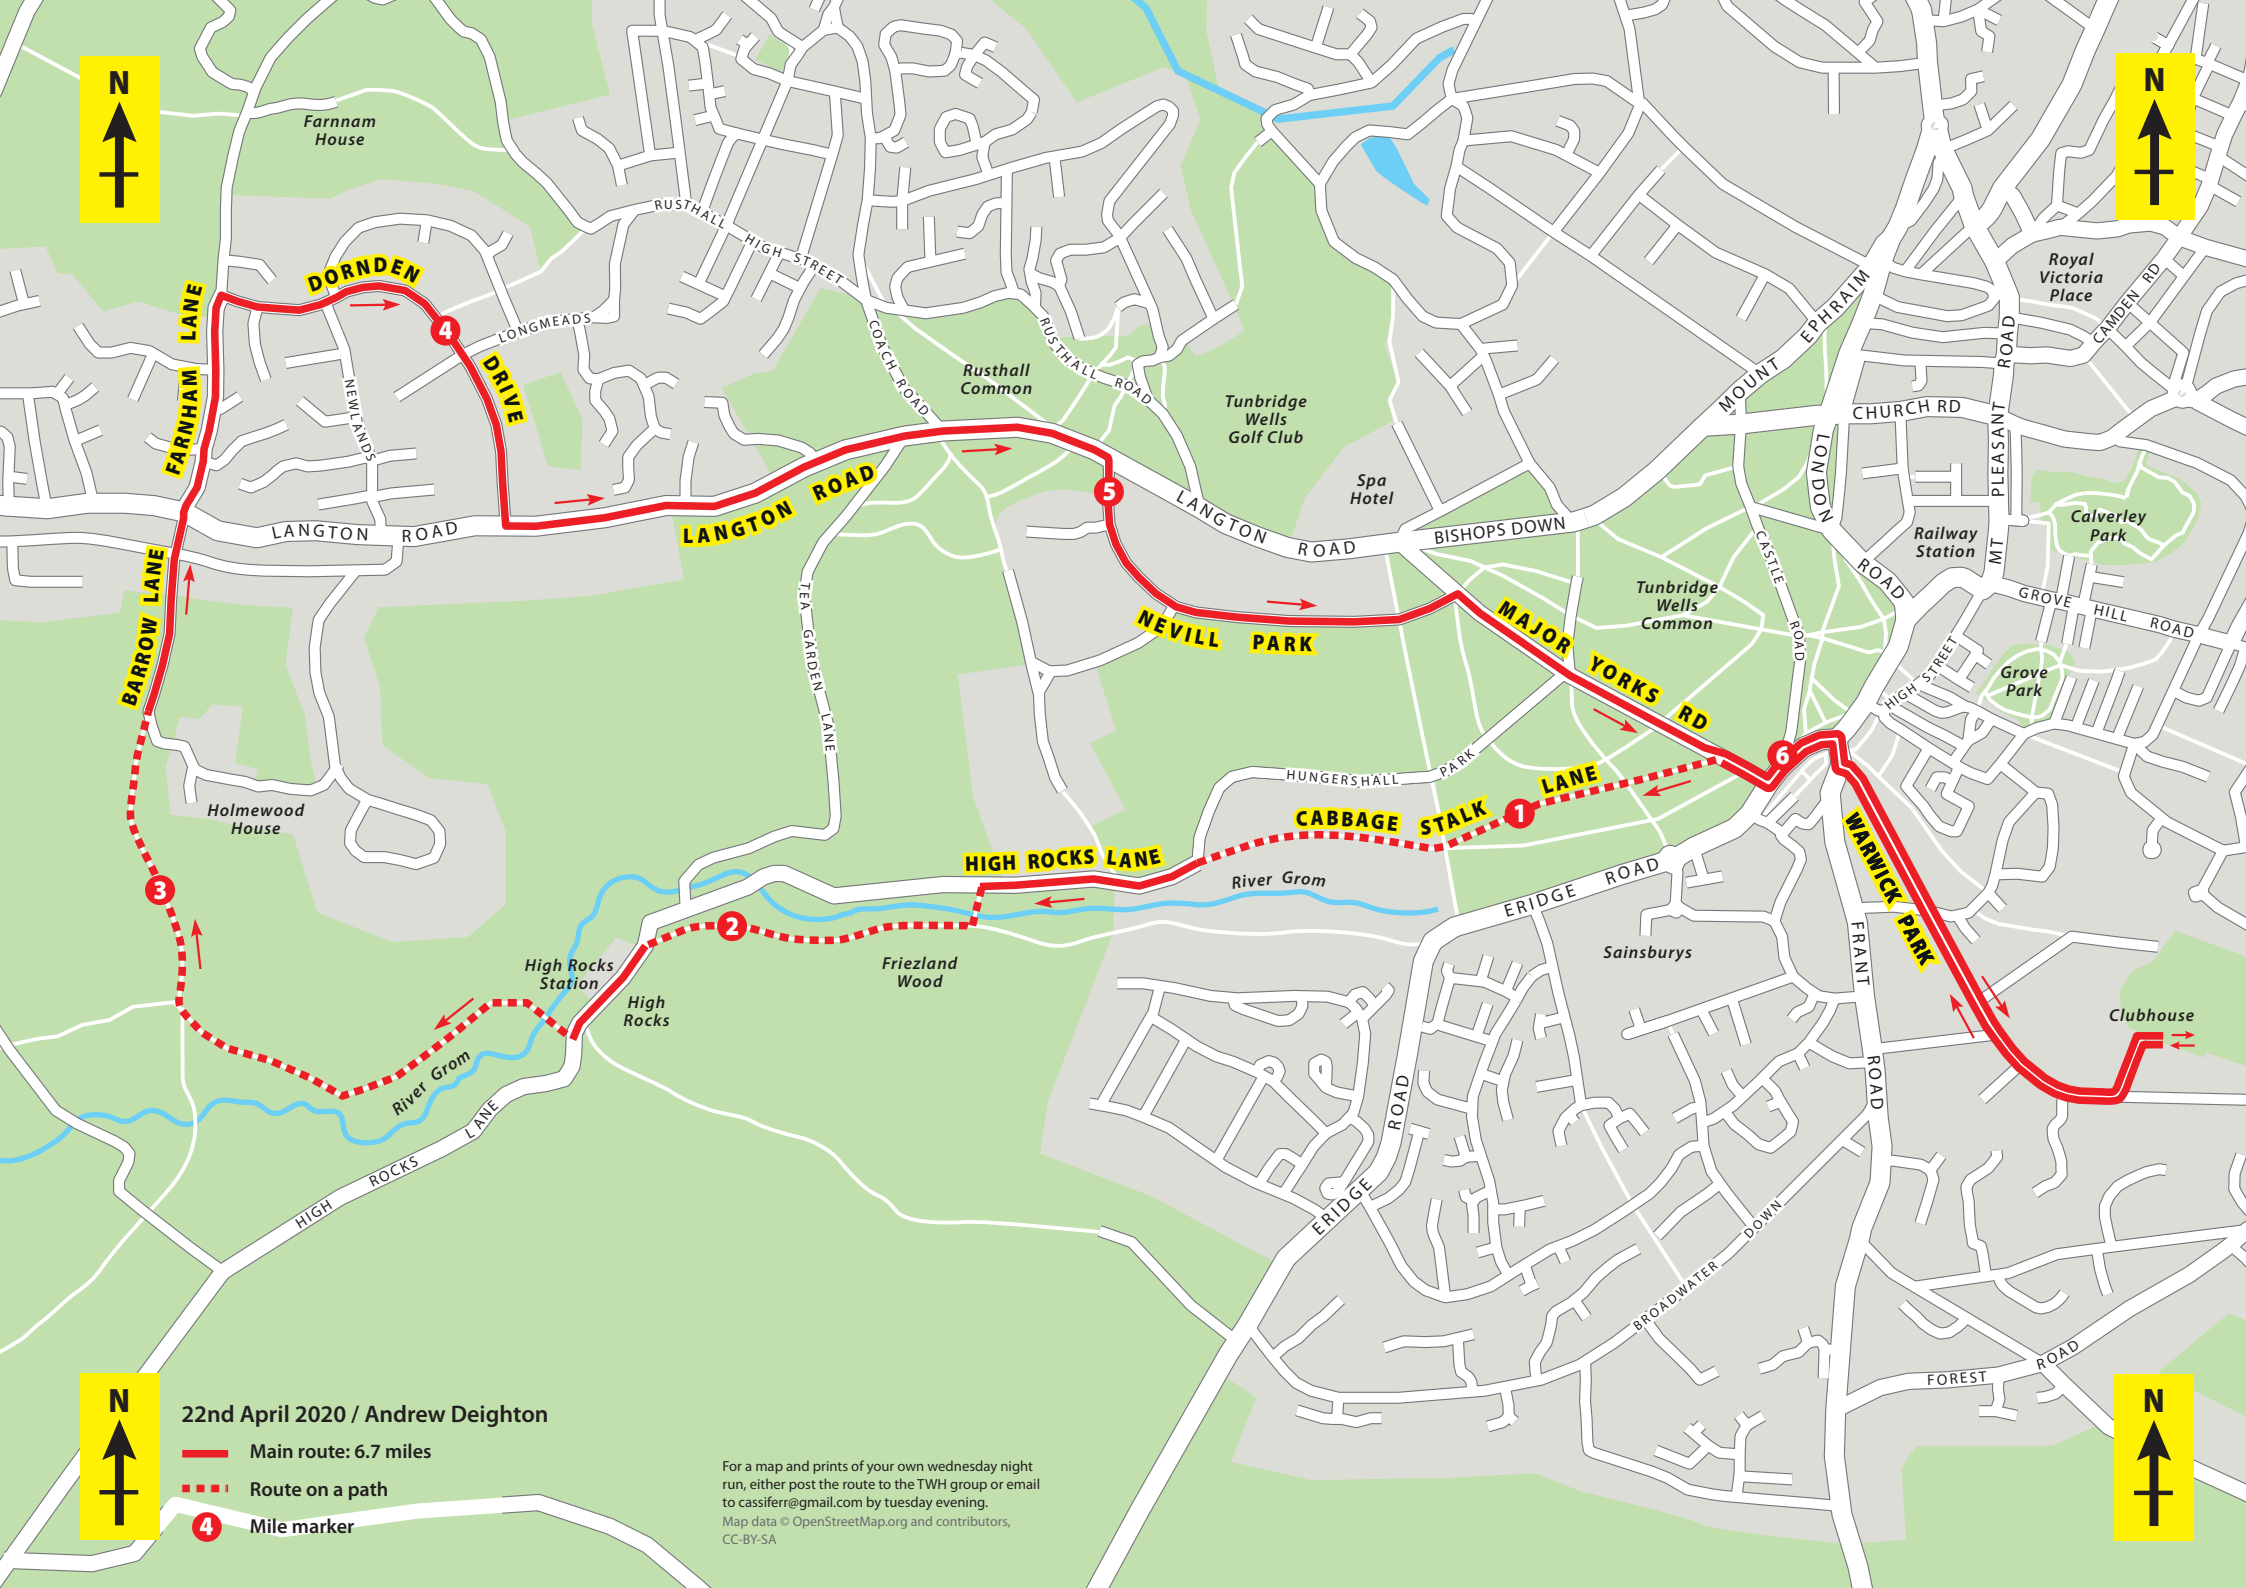 N
N
Farnnam
House
RUSTHALL HIGH STREET
Royal
Victoria
Place
CAMDEN RD
DORNDEN
DRIVE
FARNHAM LANE
4
LONGMEADS
NEWLANDS
COACH ROAD
RUSTHALL ROAD
Rusthall
Common
Tunbridge
Wells
Golf Club
MOUNT EPHRAIM
MT PLEASANT ROAD
CHURCH RD
LONDON ROAD
Spa
Hotel
5
LANGTON ROAD
LANGTON ROAD
LANGTON ROAD
BISHOPS DOWN
CASTLE ROAD
Railway
Station
Calverley
Park
BARROW LANE
TEA GARDEN LANE
NEVILL PARK
MAJOR YORKS RD
Tunbridge
Wells
Common
GROVE HILL ROAD
HIGH STREET
Grove
Park
6
HUNGERSHALL PARK
CABBAGE STALK LANE
1
Holmewood
House
HIGH ROCKS LANE
River Grom
ERIDGE ROAD
WARWICK PARK
3
2
High Rocks
Station
High
Rocks
Friezland
Wood
Sainsburys
FRANT ROAD
Clubhouse
River Grom
HIGH ROCKS LANE
ERIDGE ROAD
BROADWATER DOWN
FOREST ROAD
N
N
22nd April 2020 / Andrew Deighton
Main route: 6.7 miles
Route on a path
4 Mile marker
For a map and prints of your own wednesday night
run, either post the route to the TWH group or email
to cassiferr@gmail.com by tuesday evening.
Map data © OpenStreetMap.org and contributors,
CC-BY-SA